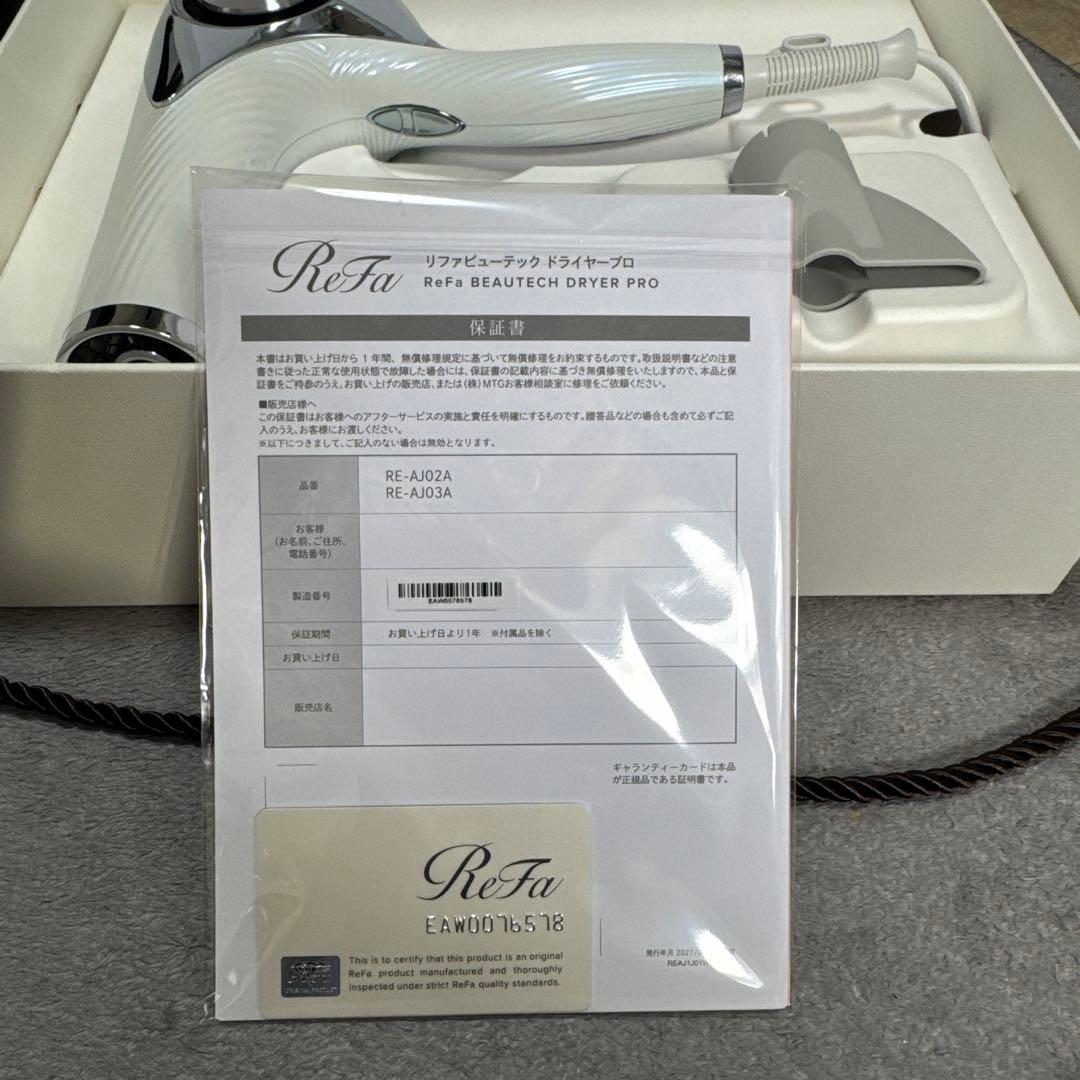 ReFa
リファビューテック ドライヤープロ
ReFa BEAUTECH DRYER PRO
保証書
本書はお買い上げ日から 1 年間、無償修理規定に基づいて無償修理をお約束するものです。取扱説明書などの注意
書きに従った正常な使用状態で故障した場合には、保証書の記載内容に基づき無償修理をいたしますので、本品と保
証書をご持参のうえ、お買い上げの販売店、または(株)MTGお客様相談室に修理をご依頼ください。
■販売店様へ
この保証書はお客様へのアフターサービスの実施と責任を明確にするものです。贈答品などの場合も含めて必ずご記
入のうえ、お客様にお渡しください。
※以下につきまして、ご記入のない場合は無効となります。
品番
RE-AJ02A
RE-AJ03A
お客様
(お名前、ご住所、
電話番号)
製造番号
EAW0076578
保証期間
お買い上げ日より1年 ※付属品を除く
お買い上げ日
販売店名
ギャランティーカードは本品
が正規品である証明書です。
ReFa
EAW0076578
This is to certify that this product is an original
ReFa product manufactured and thoroughly
inspected under strict ReFa quality standards.
ORIGINAL PRODUCT
発行年月 2021/
REAJ1J01